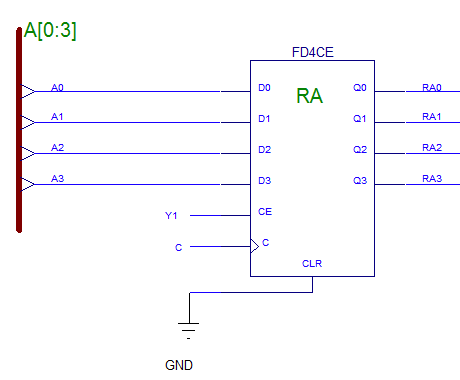 A[0:3]
FD4CE
RA
A0 D0 Q0 RA0
A1 D1 Q1 RA1
A2 D2 Q2 RA2
A3 D3 Q3 RA3
Y1 CE
C C
CLR
GND